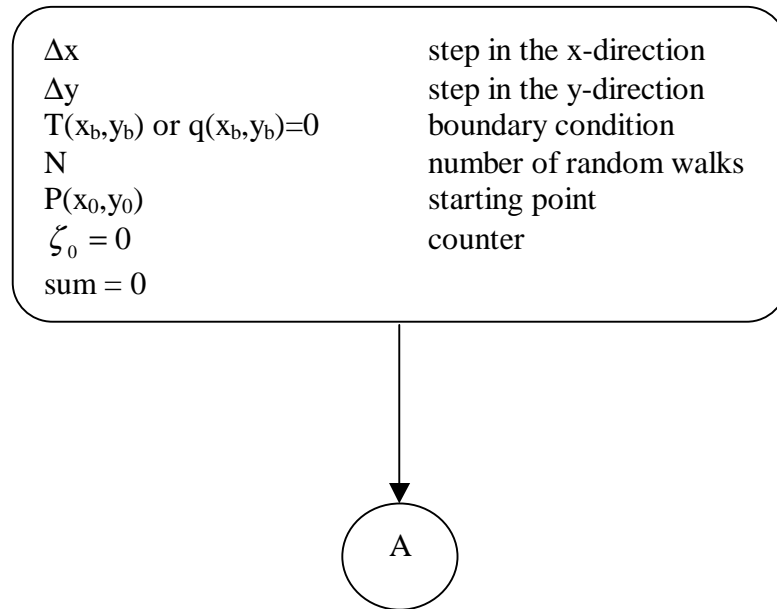 Δx step in the x-direction
Δy step in the y-direction
T(x_b,y_b) or q(x_b,y_b)=0 boundary condition
N number of random walks
P(x_0,y_0) starting point
ζ_0 = 0 counter
sum = 0
A